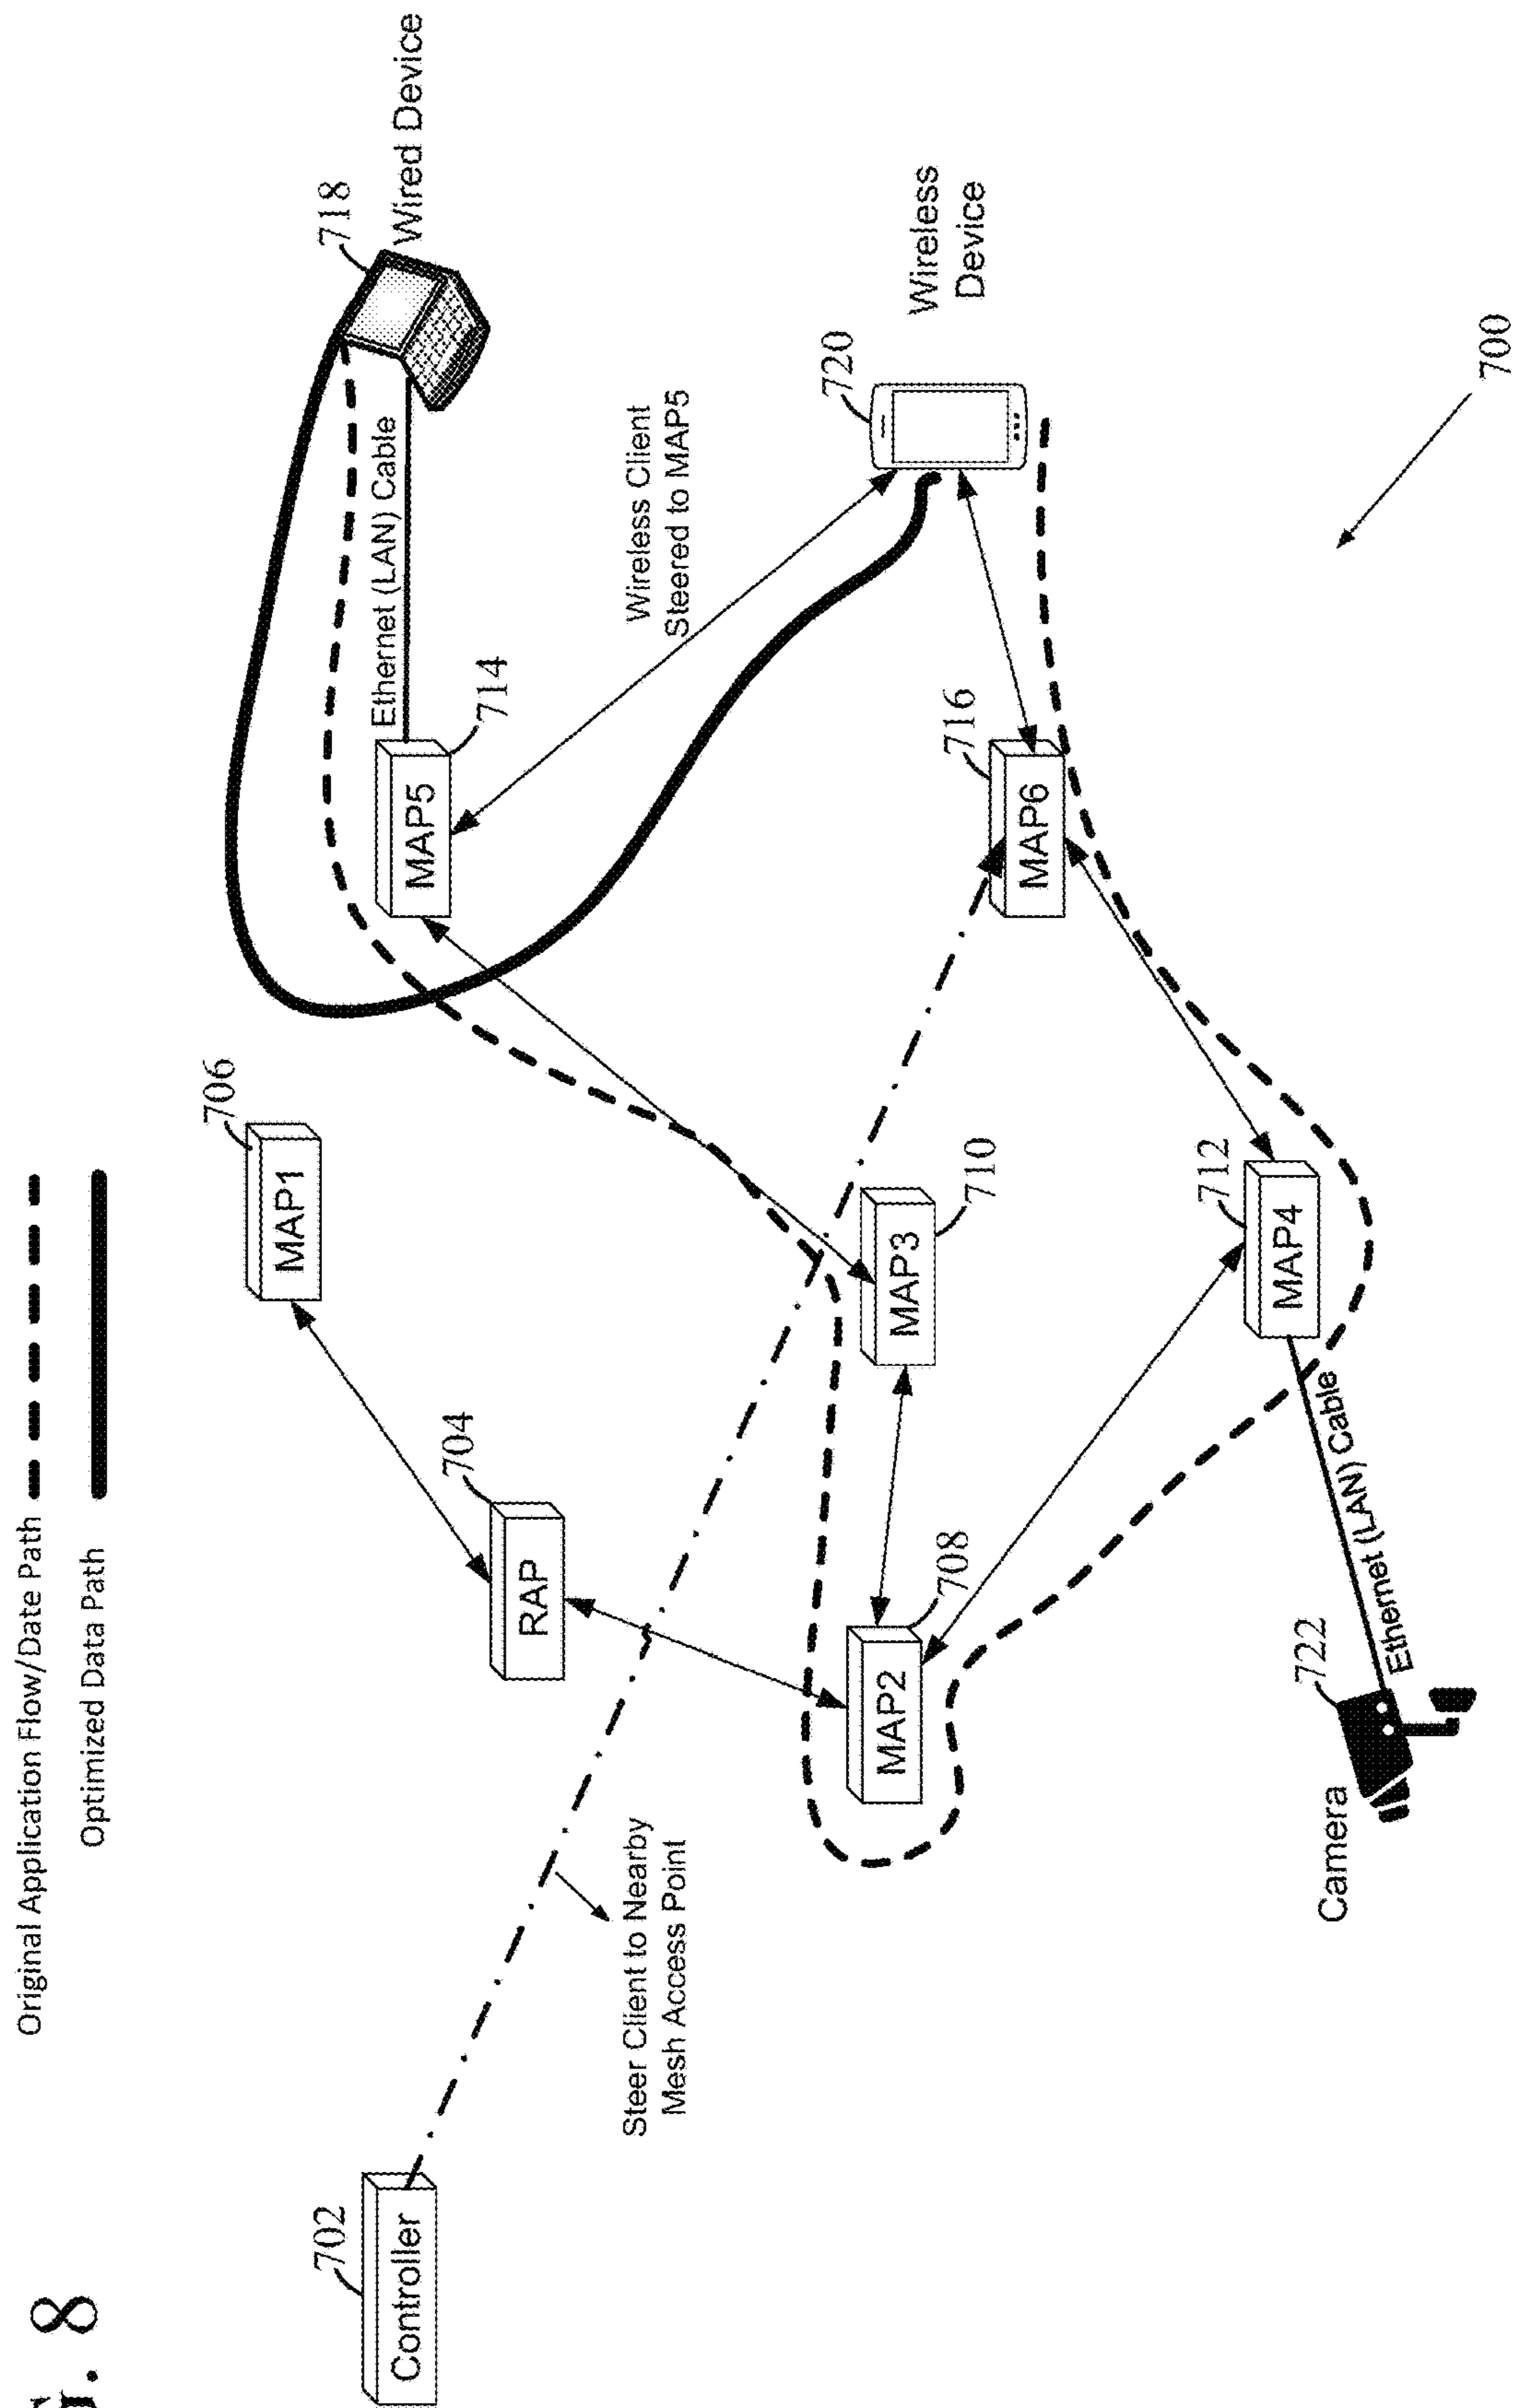 G. 8
Original Application Flow/Date Path
Optimized Data Path
702
Controller
Steer Client to Nearby
Mesh Access Point
704
RAP
706
MAP1
708
MAP2
710
MAP3
712
MAP4
714
MAP5
716
MAP6
Ethernet (LAN) Cable
718
Wired Device
Wireless Client
Steered to MAP5
720
Wireless
Device
722
Camera
Ethernet (LAN) Cable
700